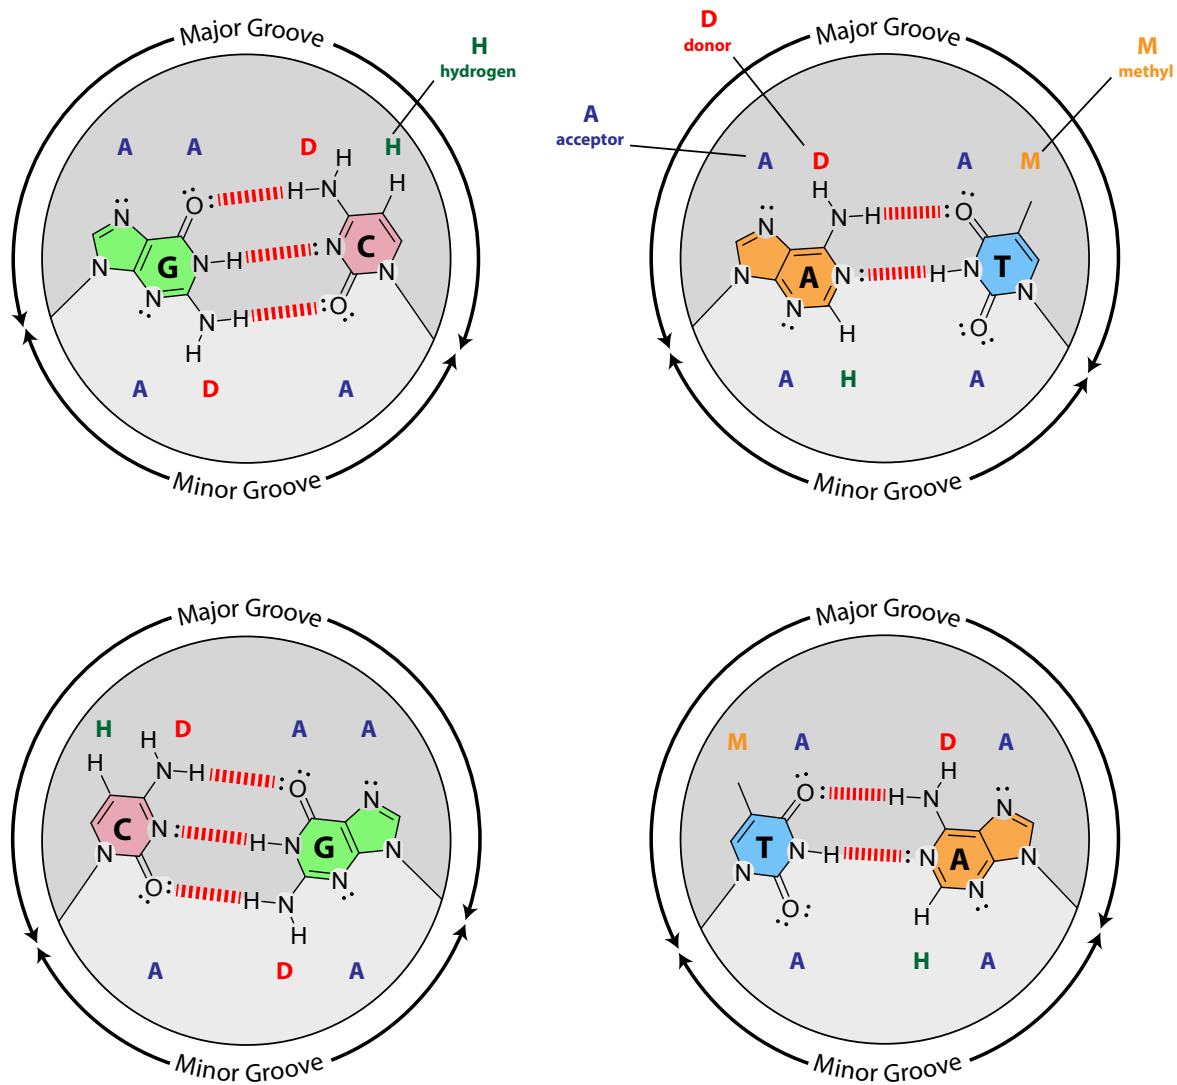 Major Groove
H
hydrogen
A A D H
H
H
H N
O
N
N G N H N C
N N
N H O
H
A D A
Minor Groove
D
donor
Major Groove
M
methyl
A
acceptor
A D A M
H
N H O
N
N A N H N T
N N
H O
A H A
Minor Groove
Major Groove
H D A A
H
H N H O N
C N H N G N
N
O H N N
H
A D A
Minor Groove
Major Groove
M A D A
H
O H N N
T N H N A N
N N
O H
A H A
Minor Groove